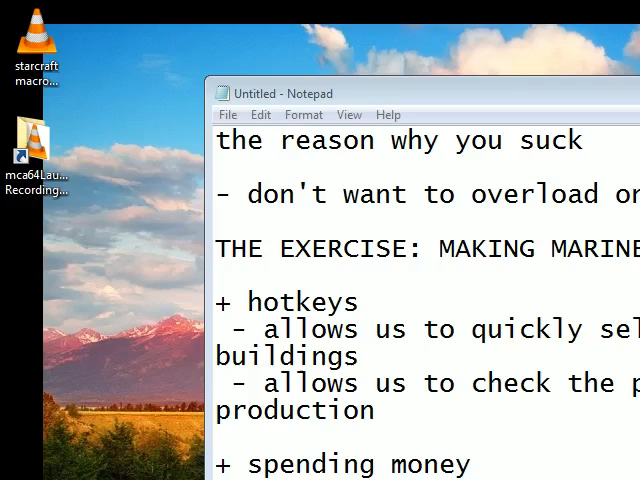 starcraft
macro...
mca64Lau...
Recording...
Untitled - Notepad
File Edit Format View Help
the reason why you suck
- don't want to overload
THE EXERCISE: MAKING MARINE
+ hotkeys
- allows us to quickly sel
buildings
- allows us to check the p
production
+ spending money